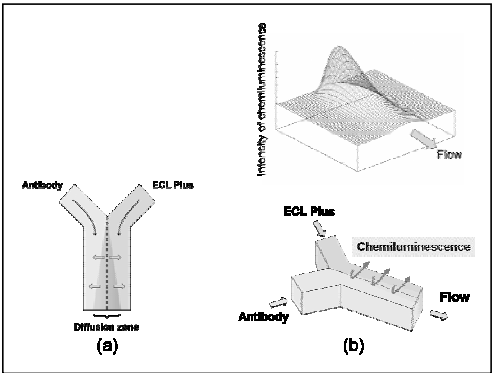 Antibody
ECL Plus
Diffusion zone
(a)
Intensity of chemiluminescence
Flow
ECL Plus
Chemiluminescence
Antibody
Flow
(b)